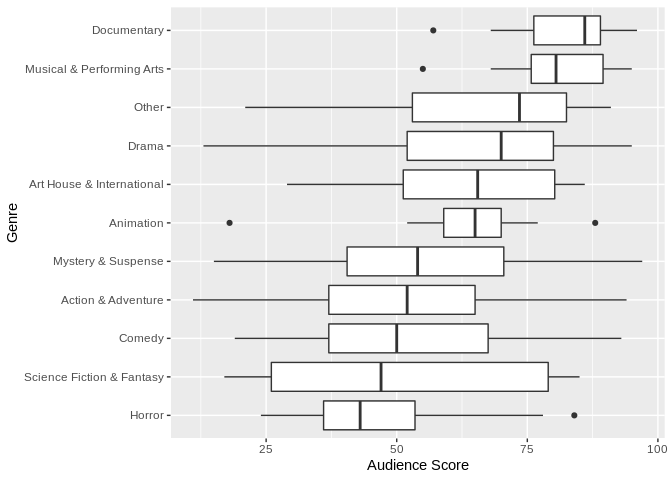 Documentary
Musical & Performing Arts
Other
Drama
Art House & International
Animation
Mystery & Suspense
Action & Adventure
Comedy
Science Fiction & Fantasy
Horror
Genre
25 50 75 100
Audience Score